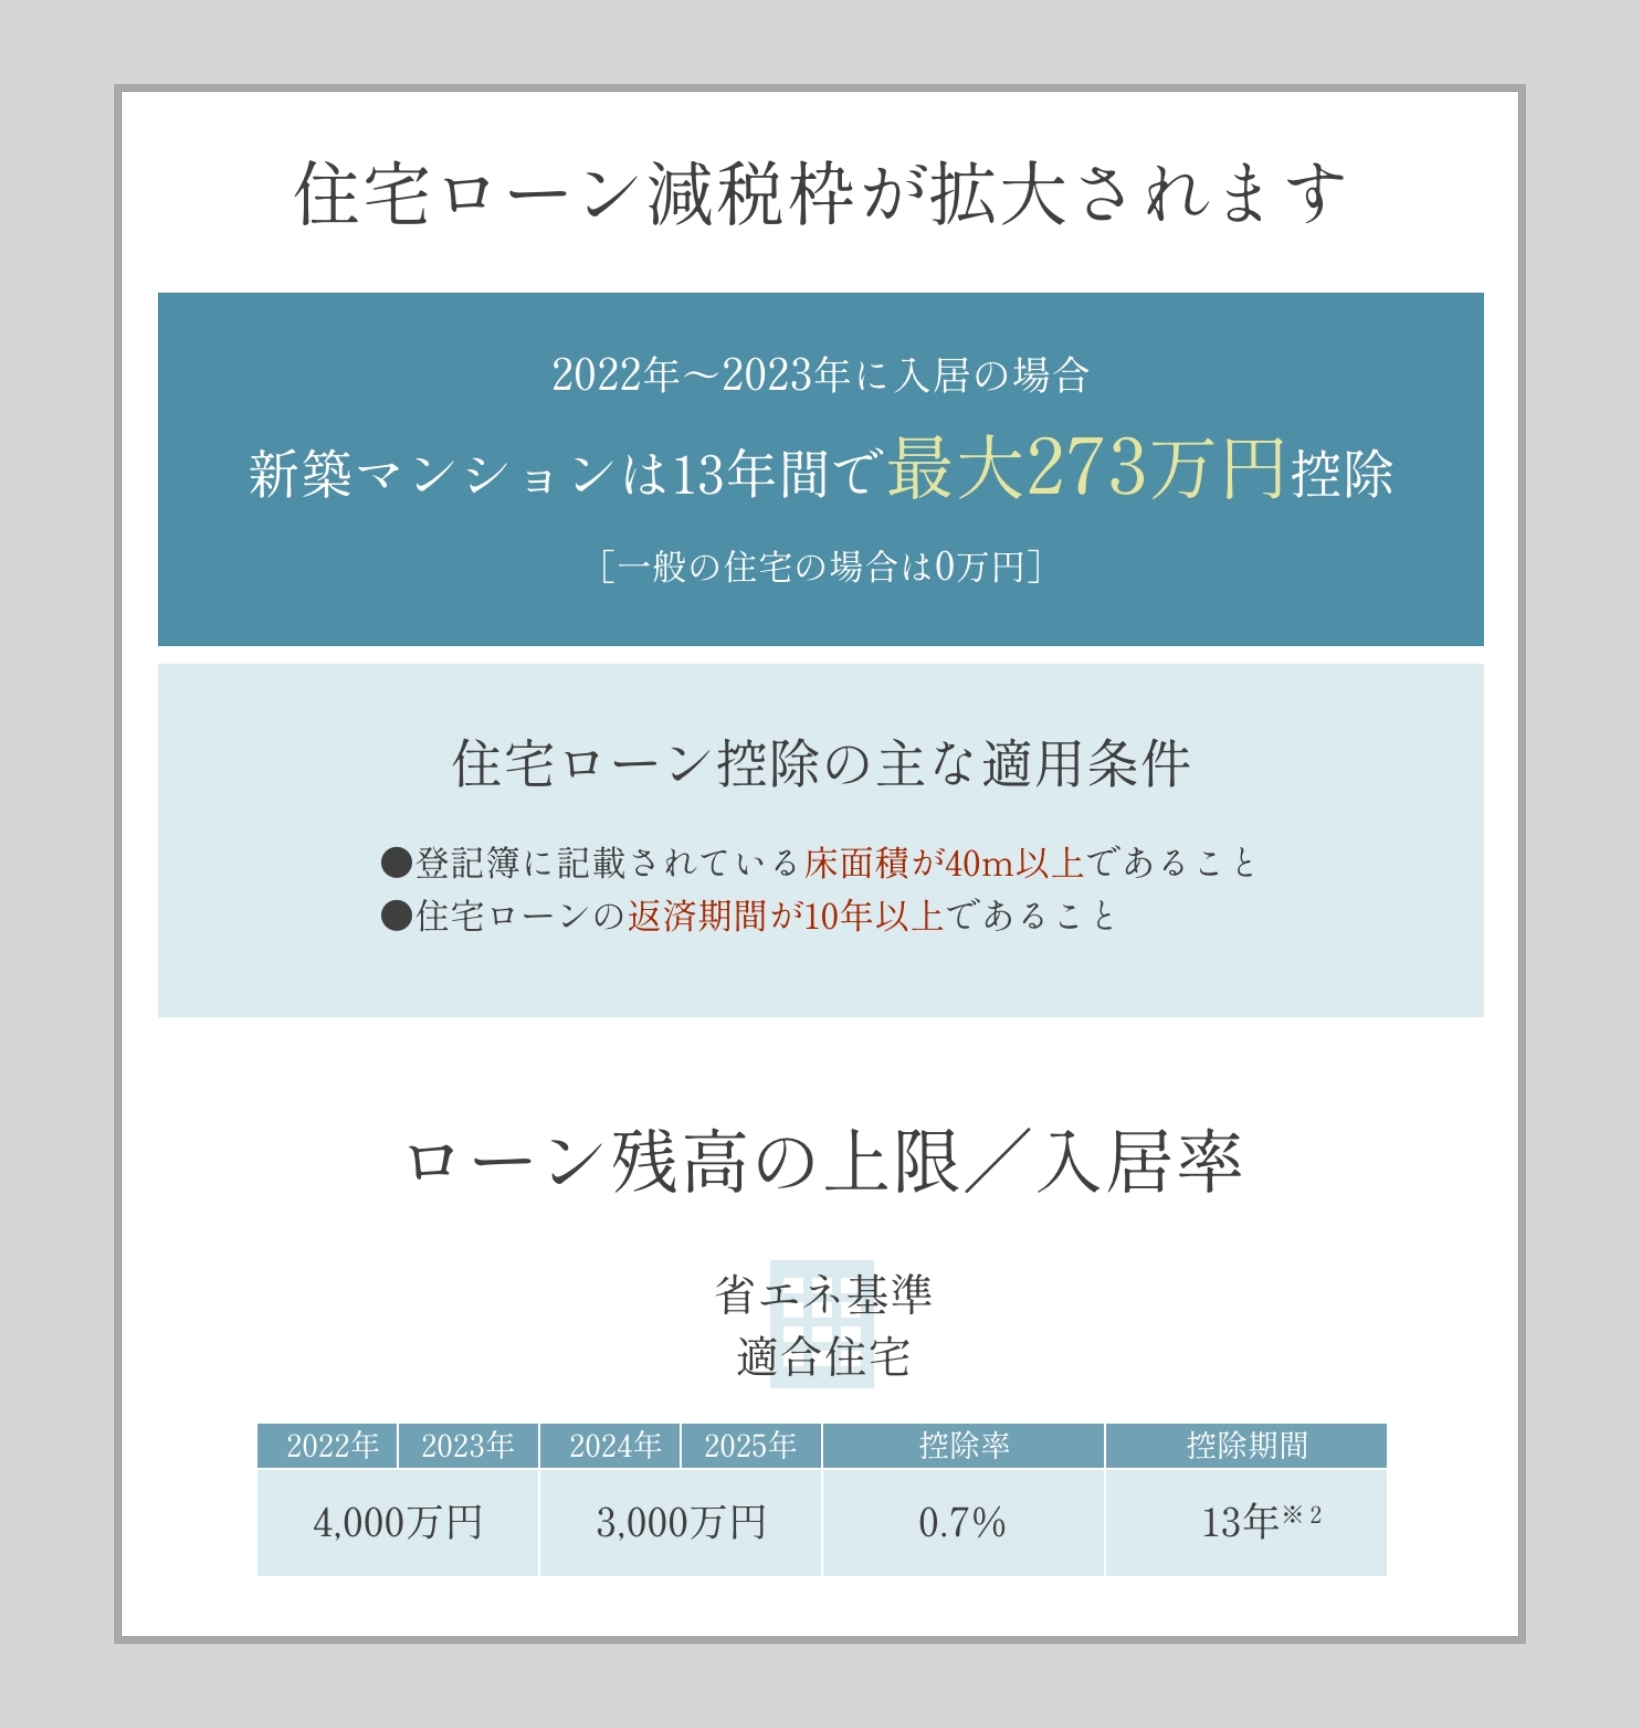 住宅ローン減税枠が拡大されます
2022年〜2023年に入居の場合
新築マンションは13年間で最大273万円控除
［一般の住宅の場合は0万円］
住宅ローン控除の主な適用条件
●登記簿に記載されている床面積が40m以上であること
●住宅ローンの返済期間が10年以上であること
ローン残高の上限／入居率
省エネ基準
適合住宅
2022年 2023年 2024年 2025年 控除率 控除期間
4,000万円 3,000万円 0.7% 13年※2